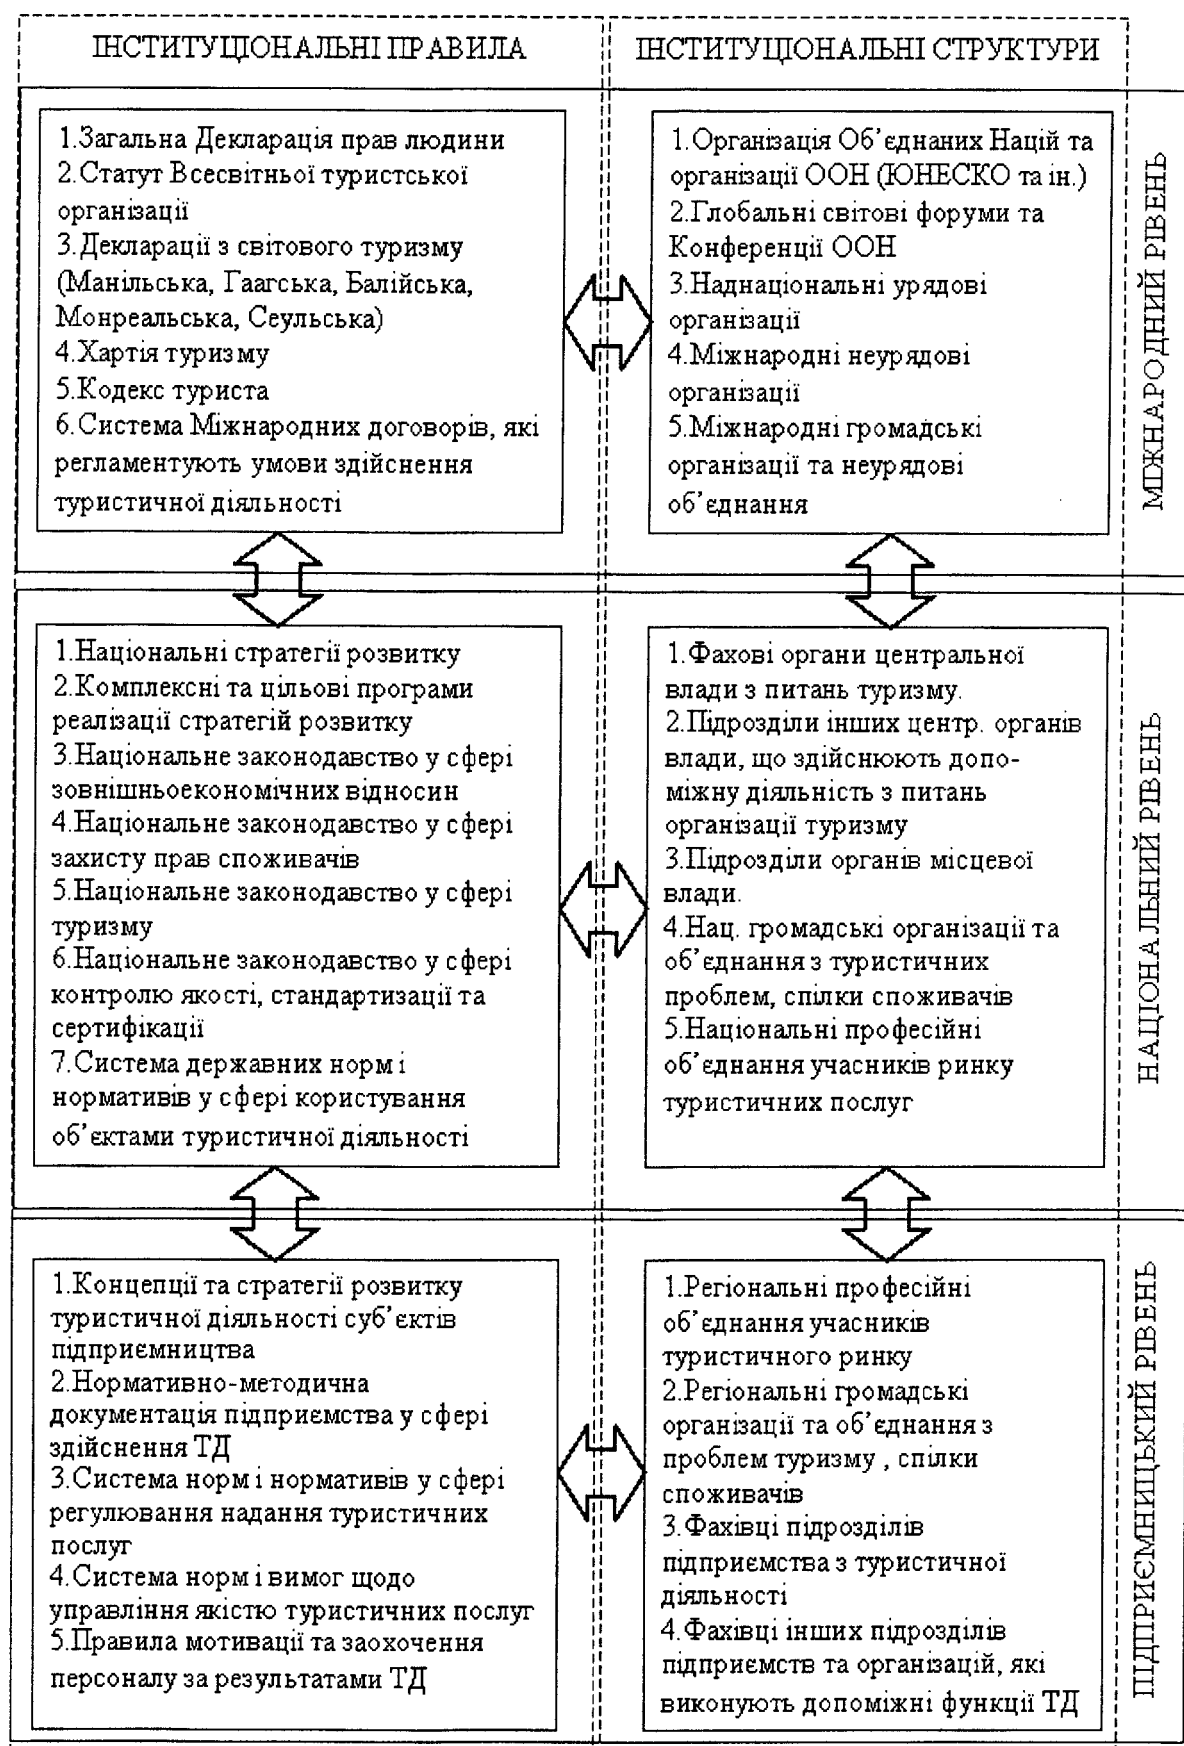 ІНСТИТУЦІОНАЛЬНІ ПРАВИЛА
ІНСТИТУЦІОНАЛЬНІ СТРУКТУРИ
1.Загальна Декларація прав людини
2.Статут Всесвітньої туристської
організації
3.Декларації з світового туризму
(Манільська, Гаагська, Балійська,
Монреальська, Сеульська)
4.Хартія туризму
5.Кодекс туриста
6.Система Міжнародних договорів, які
регламентують умови здійснення
туристичної діяльності
1.Організація Об’єднаних Націй та
організації ООН (ЮНЕСКО та ін.)
2.Глобальні світові форуми та
Конференції ООН
3.Наднаціональні урядові
організації
4.Міжнародні неурядові
організації
5.Міжнародні громадські
організації та неурядові
об’єднання
МІЖНАРОДНИЙ РІВЕНЬ
1.Національні стратегії розвитку
2.Комплексні та цільові програми
реалізації стратегій розвитку
3.Національне законодавство у сфері
зовнішньоекономічних відносин
4.Національне законодавство у сфері
захисту прав споживачів
5.Національне законодавство у сфері
туризму
6.Національне законодавство у сфері
контролю якості, стандартизації та
сертифікації
7.Система державних норм і
нормативів у сфері користування
об’єктами туристичної діяльності
1.Фахові органи центральної
влади з питань туризму.
2.Підрозділи інших центр. органів
влади, що здійснюють допо-
міжну діяльність з питань
організації туризму
3.Підрозділи органів місцевої
влади.
4.Нац. громадські організації та
об’єднання з туристичних
проблем, спілки споживачів
5.Національні професійні
об’єднання учасників ринку
туристичних послуг
НАЦІОНАЛЬНИЙ РІВЕНЬ
1.Концепції та стратегії розвитку
туристичної діяльності суб’єктів
підприємництва
2.Нормативно-методична
документація підприємства у сфері
здійснення ТД
3.Система норм і нормативів у сфері
регулювання надання туристичних
послуг
4.Система норм і вимог щодо
управління якістю туристичних послуг
5.Правила мотивації та заохочення
персоналу за результатами ТД
1.Регіональні професійні
об’єднання учасників
туристичного ринку
2.Регіональні громадські
організації та об’єднання з
проблем туризму , спілки
споживачів
3.Фахівці підрозділів
підприємства з туристичної
діяльності
4.Фахівці інших підрозділів
підприємств та організацій, які
виконують допоміжні функції ТД
ПІДПРИЄМНИЦЬКИЙ РІВЕНЬ